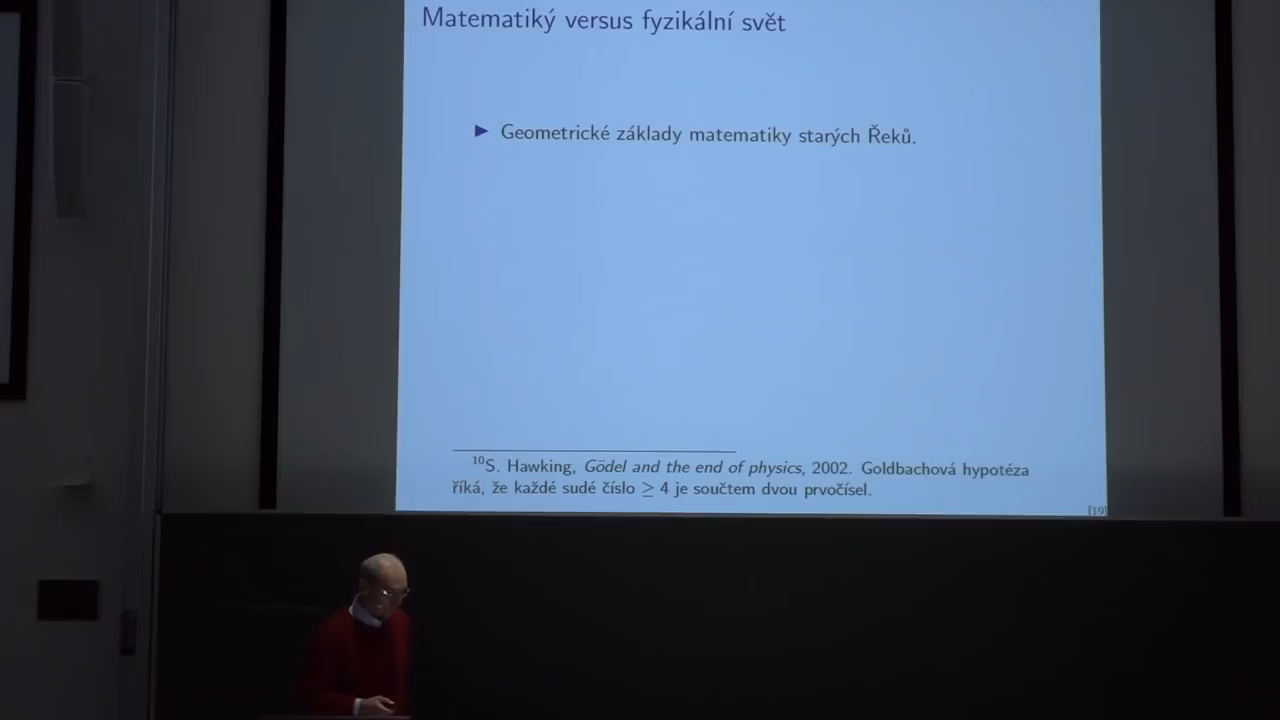 Matematiký versus fyzikální svět
▶ Geometrické základy matematiky starých Řeků.
¹⁰S. Hawking, Gödel and the end of physics, 2002. Goldbachová hypotéza
říká, že každé sudé číslo ≥ 4 je součtem dvou prvočísel.
[19]